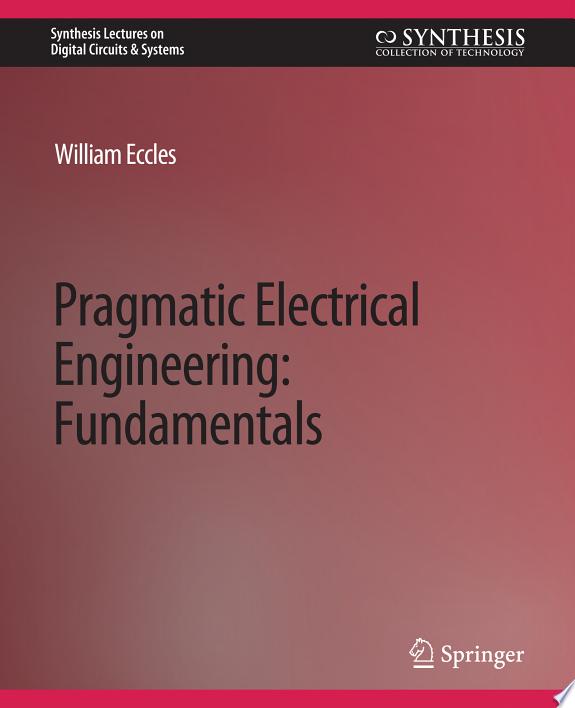 Synthesis Lectures on
Digital Circuits & Systems
SYNTHESIS
COLLECTION OF TECHNOLOGY
William Eccles
Pragmatic Electrical
Engineering:
Fundamentals
Springer